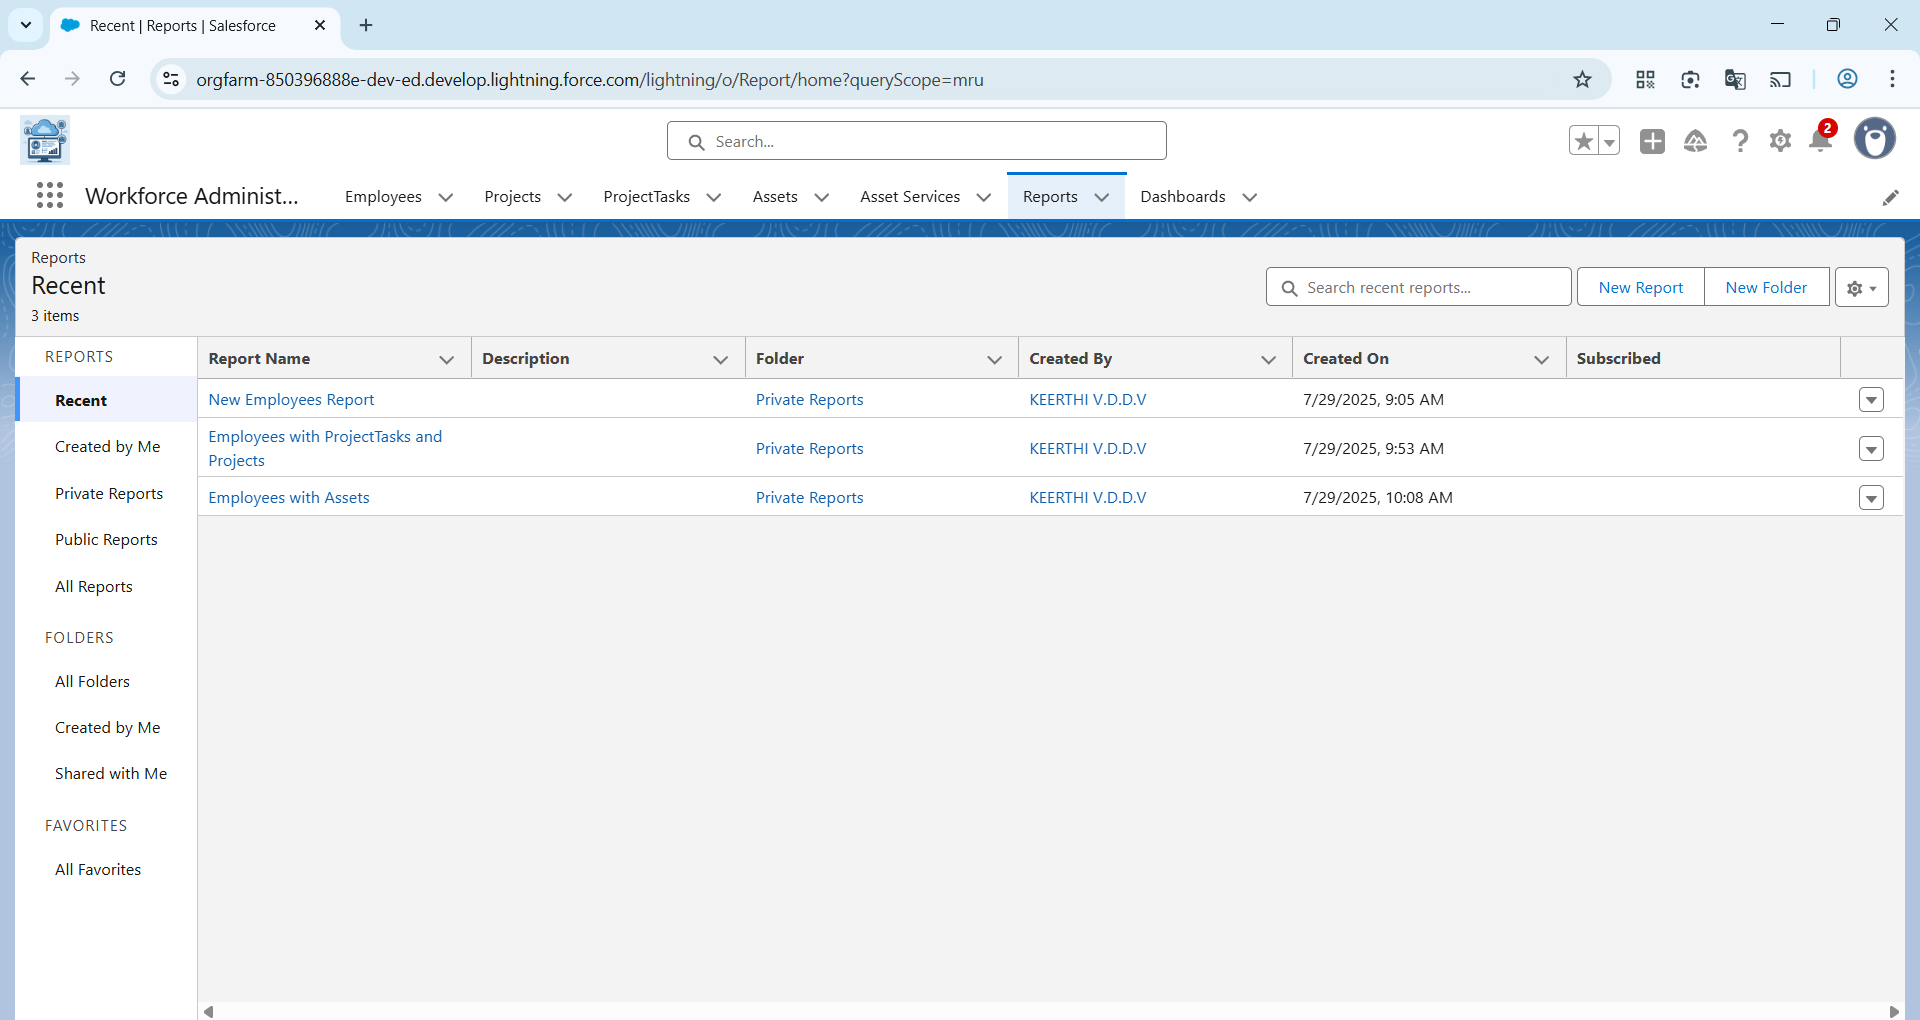 Recent | Reports | Salesforce
orgfarm-850396888e-dev-ed.develop.lightning.force.com/lightning/o/Report/home?queryScope=mru
Search...
2
Workforce Administ...
Employees
Projects
ProjectTasks
Assets
Asset Services
Reports
Dashboards
Reports
Recent
3 items
Search recent reports...
New Report
New Folder
REPORTS
Recent
Created by Me
Private Reports
Public Reports
All Reports
FOLDERS
All Folders
Created by Me
Shared with Me
FAVORITES
All Favorites
Report Name
Description
Folder
Created By
Created On
Subscribed
New Employees Report
Private Reports
KEERTHI V.D.D.V
7/29/2025, 9:05 AM
Employees with ProjectTasks and
Projects
Private Reports
KEERTHI V.D.D.V
7/29/2025, 9:53 AM
Employees with Assets
Private Reports
KEERTHI V.D.D.V
7/29/2025, 10:08 AM